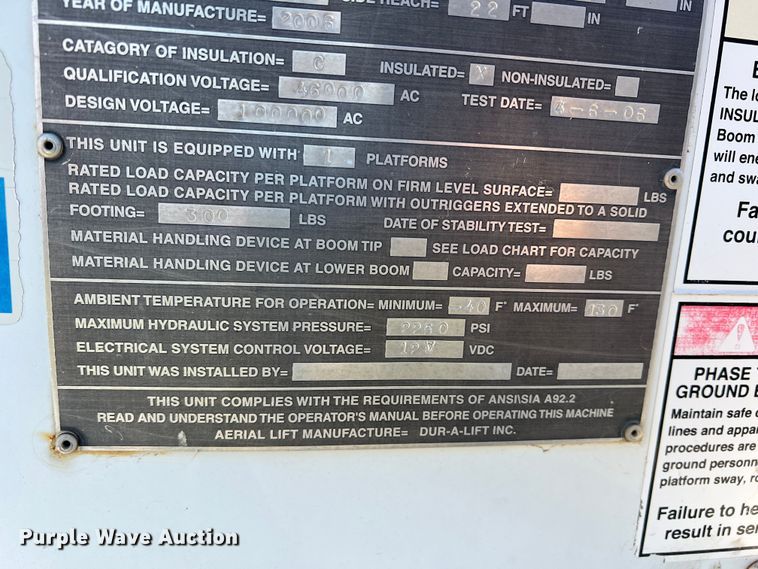 YEAR OF MANUFACTURE= 2006 SIDE REACH= 22 FT IN IN
CATAGORY OF INSULATION= C INSULATED= X NON-INSULATED=
QUALIFICATION VOLTAGE= 46000 AC
DESIGN VOLTAGE= 100000 AC TEST DATE= 4-6-06
THIS UNIT IS EQUIPPED WITH 1 PLATFORMS
RATED LOAD CAPACITY PER PLATFORM ON FIRM LEVEL SURFACE= LBS
RATED LOAD CAPACITY PER PLATFORM WITH OUTRIGGERS EXTENDED TO A SOLID
FOOTING= 300 LBS DATE OF STABILITY TEST=
MATERIAL HANDLING DEVICE AT BOOM TIP SEE LOAD CHART FOR CAPACITY
MATERIAL HANDLING DEVICE AT LOWER BOOM CAPACITY= LBS
AMBIENT TEMPERATURE FOR OPERATION= MINIMUM= -40 F° MAXIMUM= 130 F°
MAXIMUM HYDRAULIC SYSTEM PRESSURE= 2250 PSI
ELECTRICAL SYSTEM CONTROL VOLTAGE= 12V VDC
THIS UNIT WAS INSTALLED BY= DATE=
THIS UNIT COMPLIES WITH THE REQUIREMENTS OF ANSI\SIA A92.2
READ AND UNDERSTAND THE OPERATOR'S MANUAL BEFORE OPERATING THIS MACHINE
AERIAL LIFT MANUFACTURE= DUR-A-LIFT INC.
The
INSUL
Boom
will ene
and swa
Fa
cou
PHASE
GROUND
Maintain safe
lines and appa
procedures are
ground personn
platform sway, ro
Failure to he
result in se
Purple Wave Auction